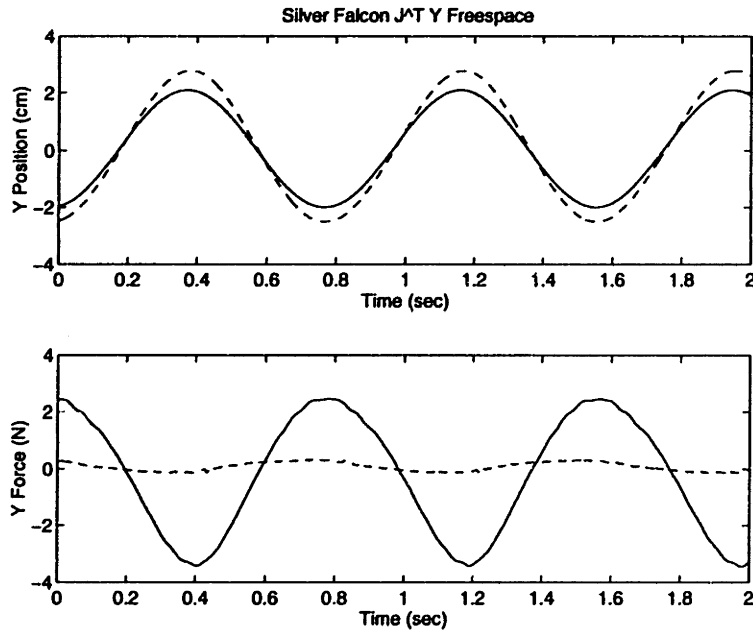 Silver Falcon J^T Y Freespace
4
2
0
−2
−4
Y Position (cm)
0 0.2 0.4 0.6 0.8 1 1.2 1.4 1.6 1.8 2
Time (sec)
4
2
0
−2
−4
Y Force (N)
0 0.2 0.4 0.6 0.8 1 1.2 1.4 1.6 1.8 2
Time (sec)